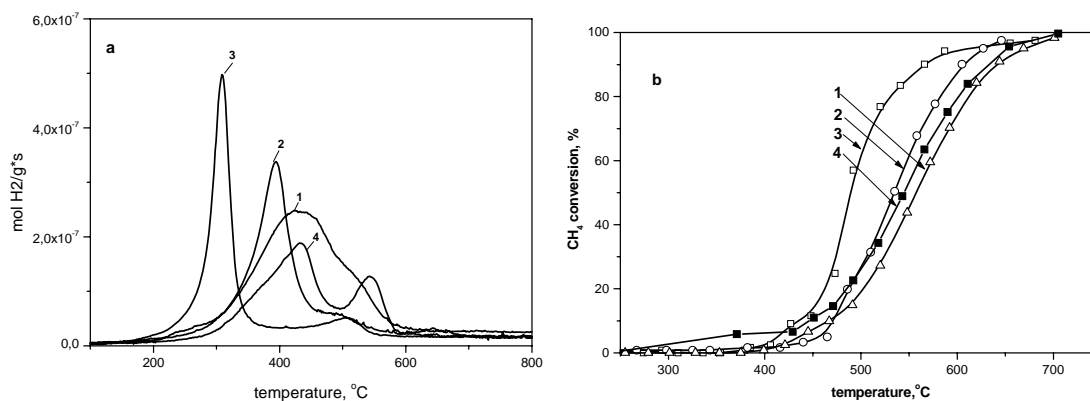 6,0x10-7
4,0x10-7
2,0x10-7
0,0
mol H2/g*s
a
3
2
1
4
200
400
600
800
temperature, °C
100
80
60
40
20
0
CH4 conversion, %
b
1
2
3
4
300
400
500
600
700
temperature,°C